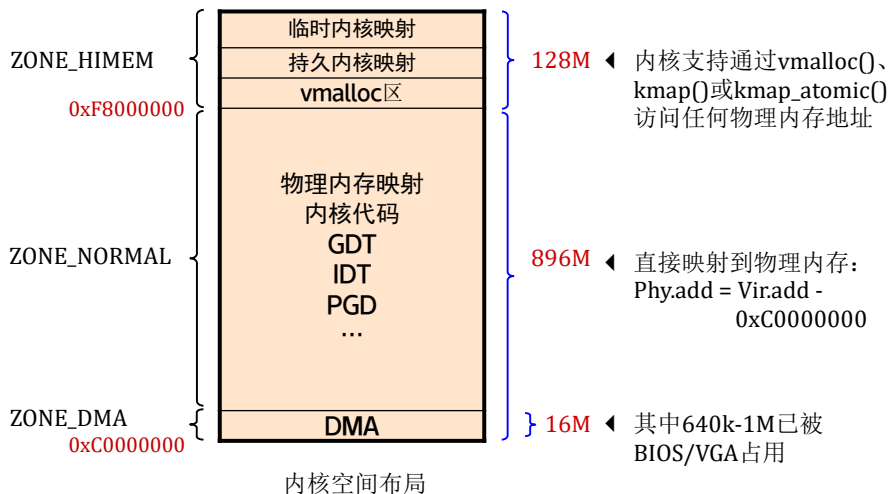 临时内核映射
ZONE_HIMEM
持久内核映射
128M
◀ 内核支持通过vmalloc()、
kmap()或kmap_atomic()
访问任何物理内存地址
vmalloc区
0xF8000000
物理内存映射
内核代码
GDT
IDT
PGD
...
ZONE_NORMAL
896M
◀ 直接映射到物理内存：
Phy.add = Vir.add -
0xC0000000
ZONE_DMA
0xC0000000
DMA
16M
◀ 其中640k-1M已被
BIOS/VGA占用
内核空间布局